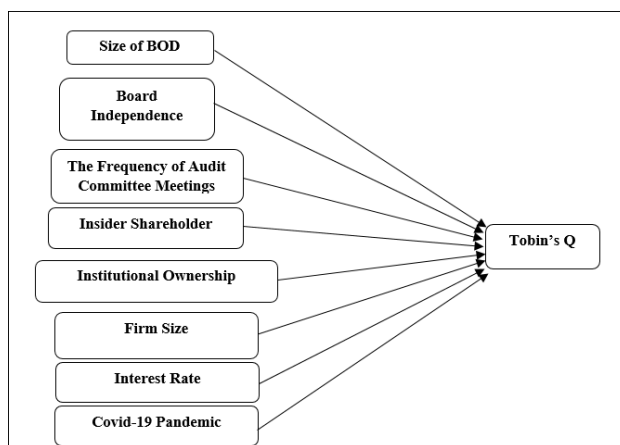 Size of BOD
Board
Independence
The Frequency of Audit
Committee Meetings
Insider Shareholder
Institutional Ownership
Firm Size
Interest Rate
Covid-19 Pandemic
Tobin's Q